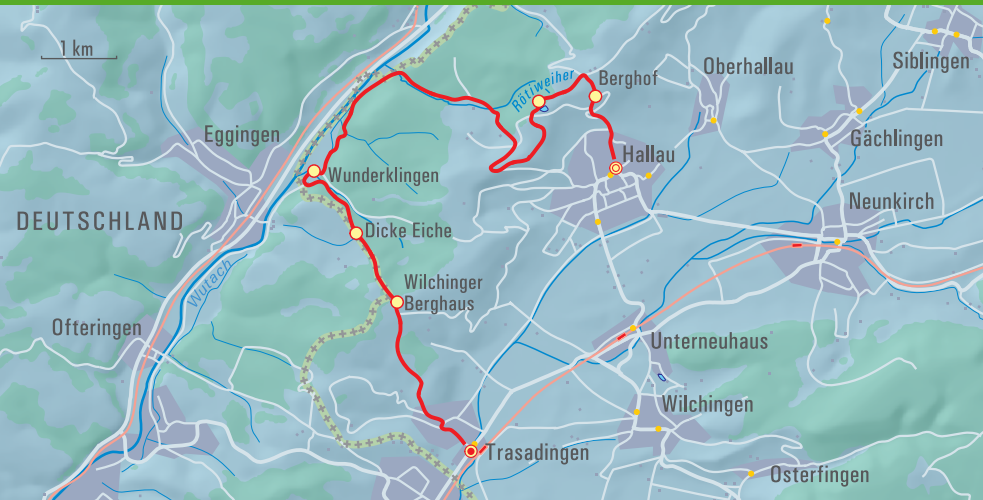 1 km
Rötiweiher
Berghof
Oberhallau
Siblingen
Eggingen
Gächlingen
Hallau
Wunderklingen
Neunkirch
DEUTSCHLAND
Dicke Eiche
Wutach
Wilchinger
Berghaus
Ofteringen
Unterneuhaus
Wilchingen
Trasadingen
Osterfingen